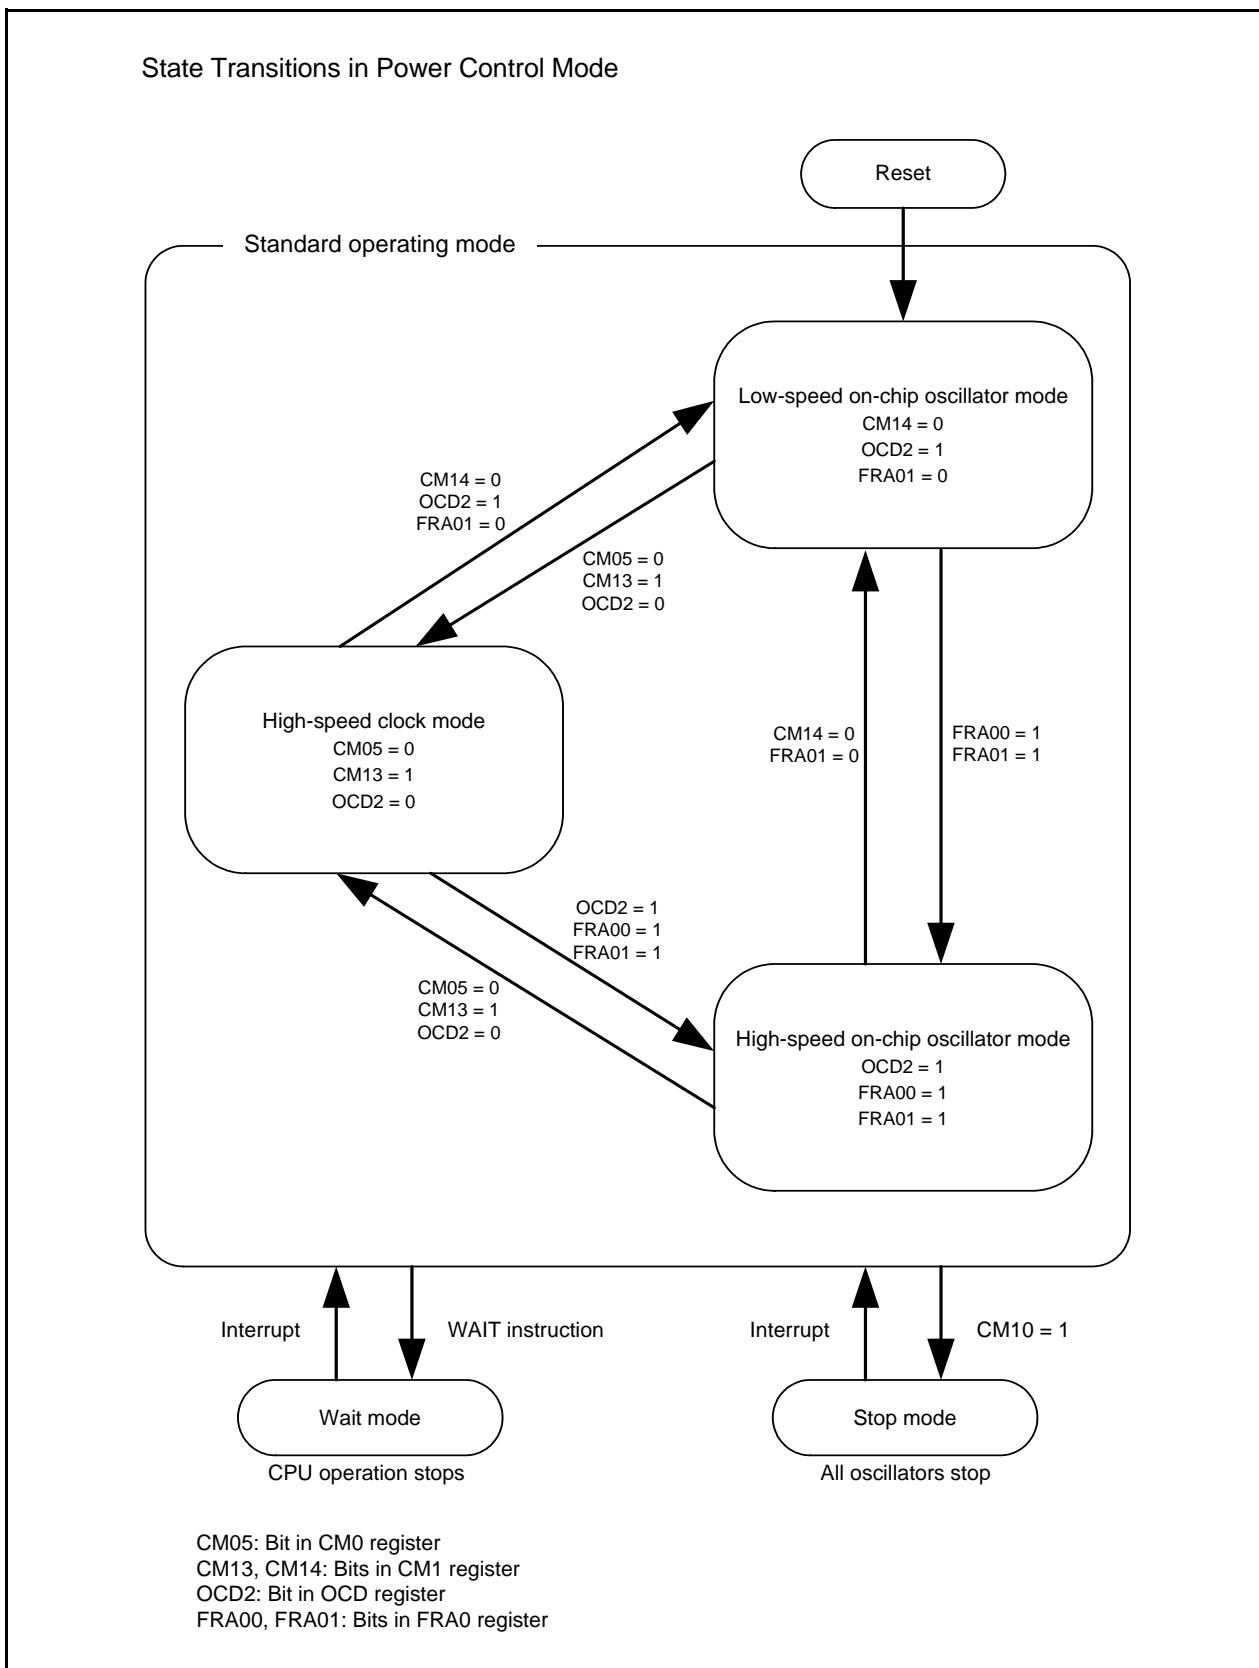 State Transitions in Power Control Mode
Reset
Standard operating mode
Low-speed on-chip oscillator mode
CM14 = 0
OCD2 = 1
FRA01 = 0
CM14 = 0
OCD2 = 1
FRA01 = 0
CM05 = 0
CM13 = 1
OCD2 = 0
High-speed clock mode
CM05 = 0
CM13 = 1
OCD2 = 0
CM14 = 0
FRA01 = 0
FRA00 = 1
FRA01 = 1
OCD2 = 1
FRA00 = 1
FRA01 = 1
CM05 = 0
CM13 = 1
OCD2 = 0
High-speed on-chip oscillator mode
OCD2 = 1
FRA00 = 1
FRA01 = 1
Interrupt
WAIT instruction
Interrupt
CM10 = 1
Wait mode
Stop mode
CPU operation stops
All oscillators stop
CM05: Bit in CM0 register
CM13, CM14: Bits in CM1 register
OCD2: Bit in OCD register
FRA00, FRA01: Bits in FRA0 register